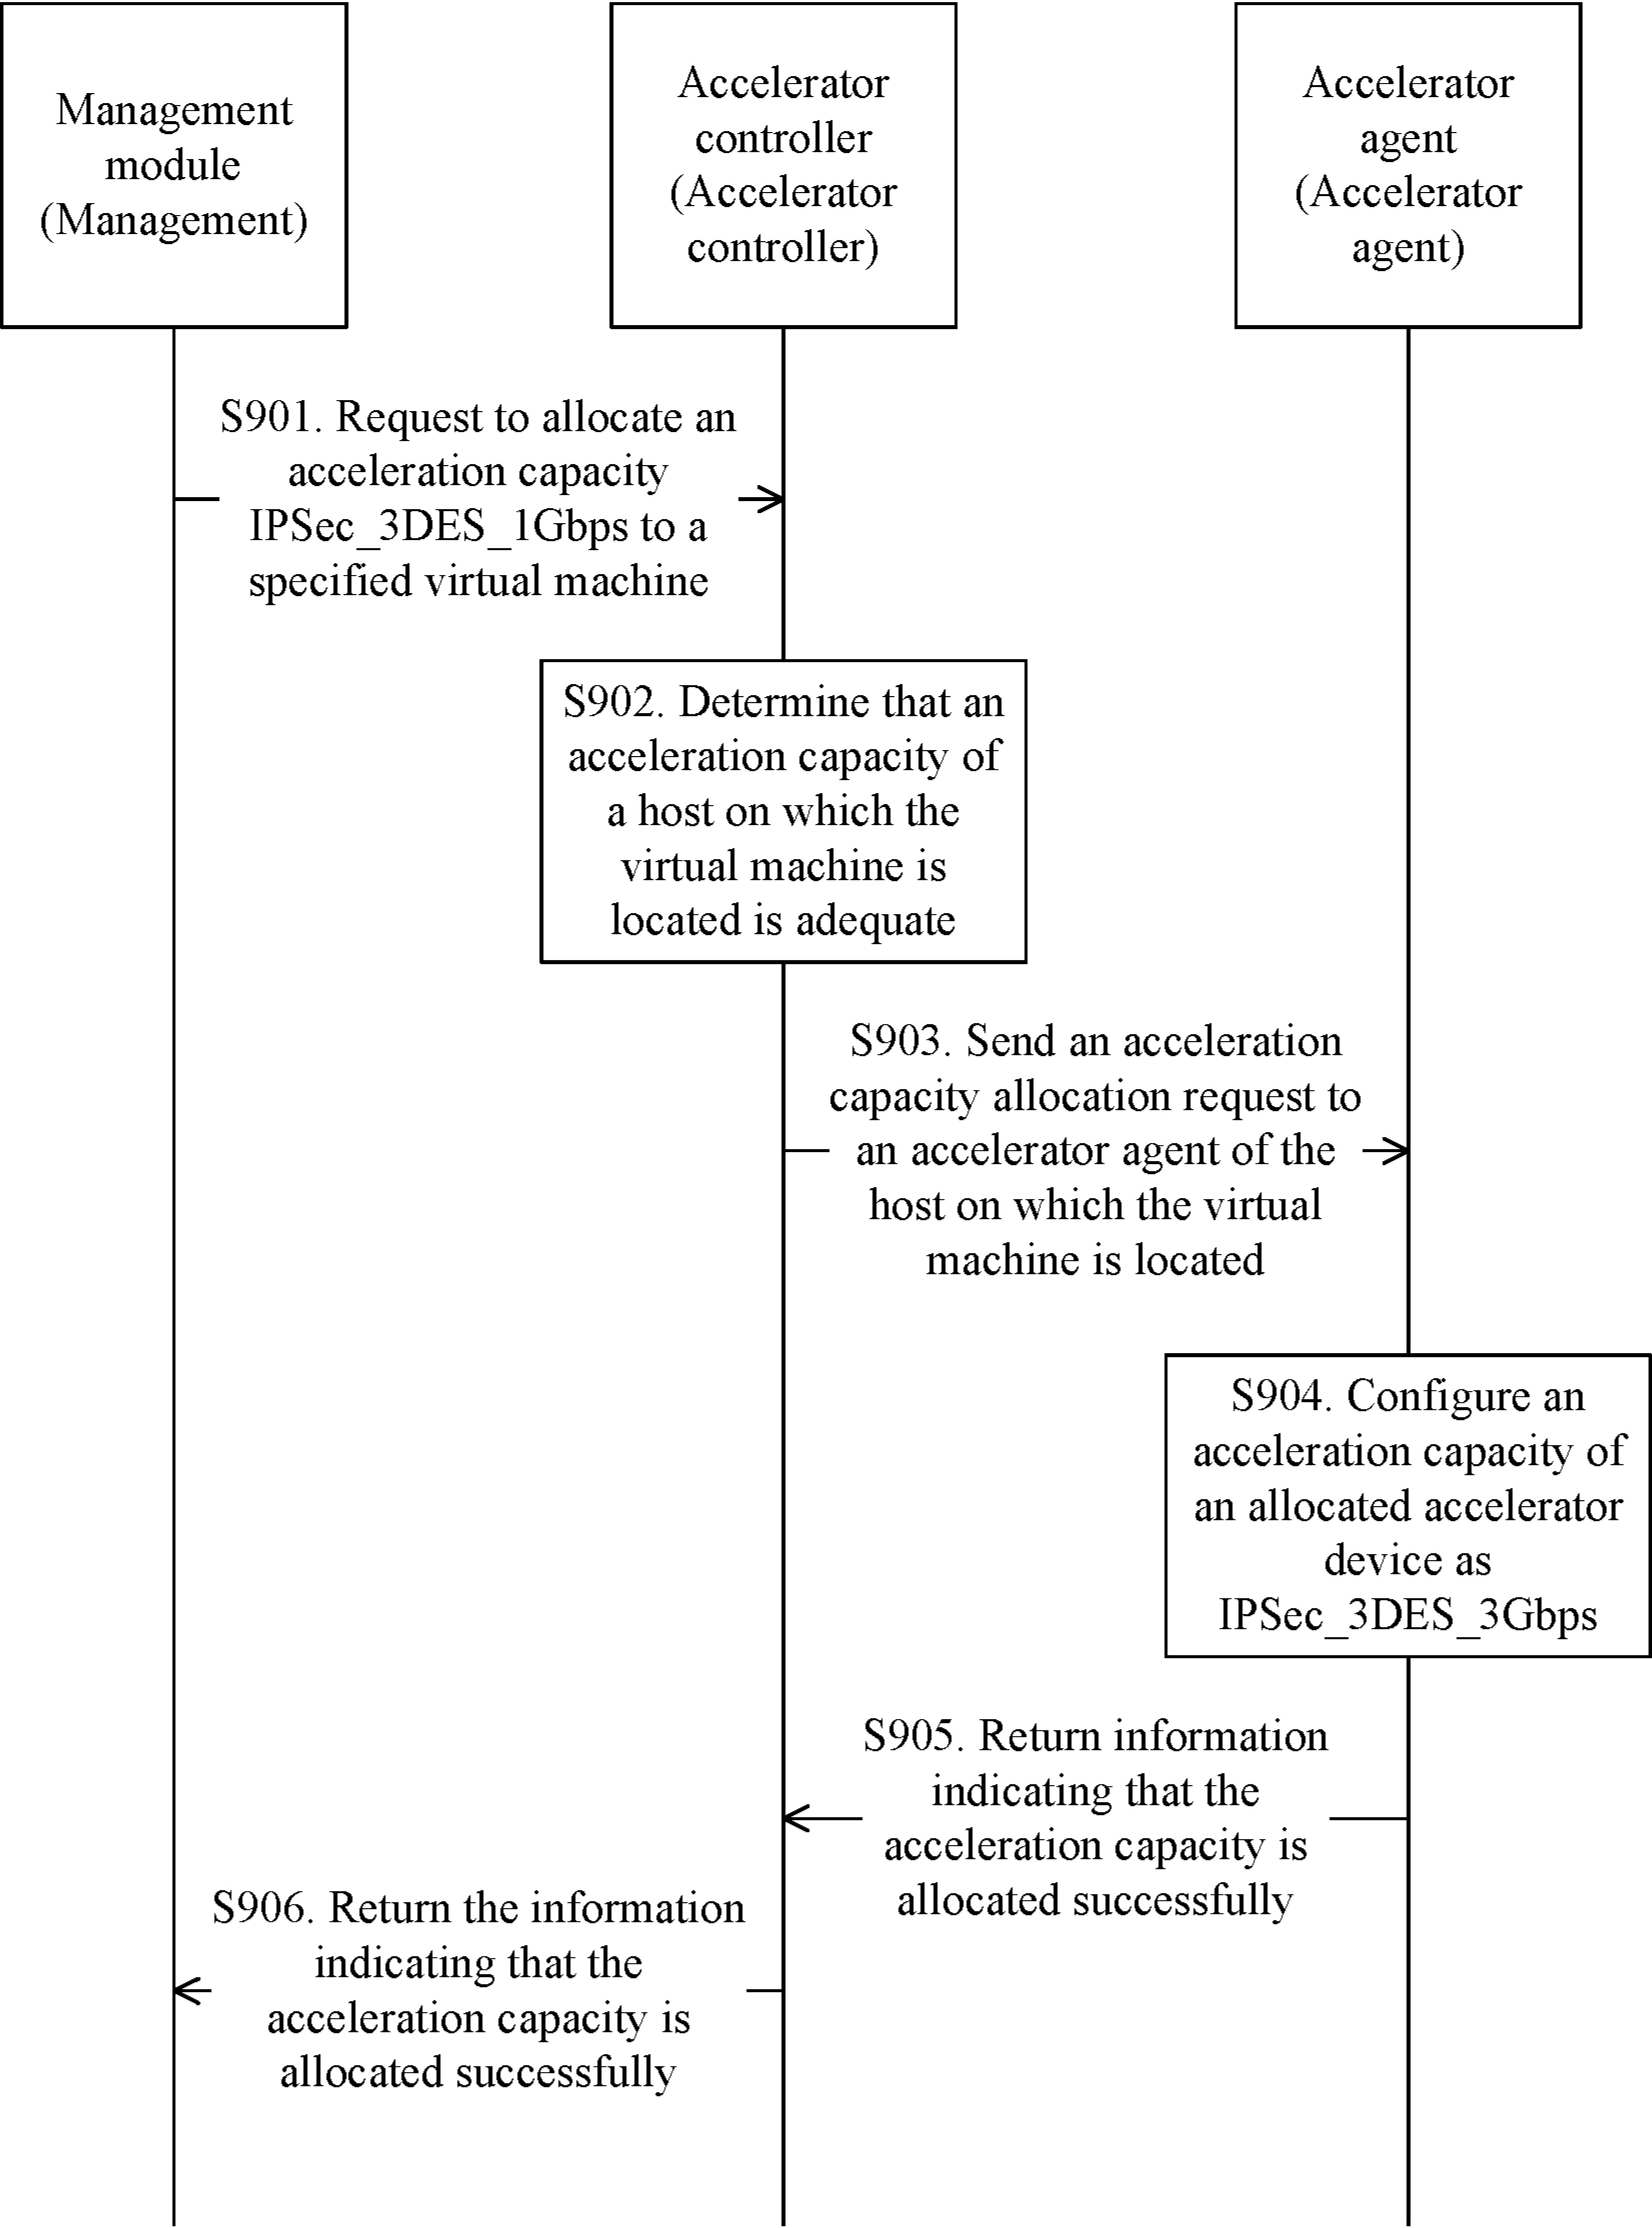 Management
module
(Management)
Accelerator
controller
(Accelerator
controller)
Accelerator
agent
(Accelerator
agent)
S901. Request to allocate an
acceleration capacity
IPSec_3DES_1Gbps to a
specified virtual machine
S902. Determine that an
acceleration capacity of
a host on which the
virtual machine is
located is adequate
S903. Send an acceleration
capacity allocation request to
an accelerator agent of the
host on which the virtual
machine is located
S904. Configure an
acceleration capacity of
an allocated accelerator
device as
IPSec_3DES_3Gbps
S905. Return information
indicating that the
acceleration capacity is
allocated successfully
S906. Return the information
indicating that the
acceleration capacity is
allocated successfully